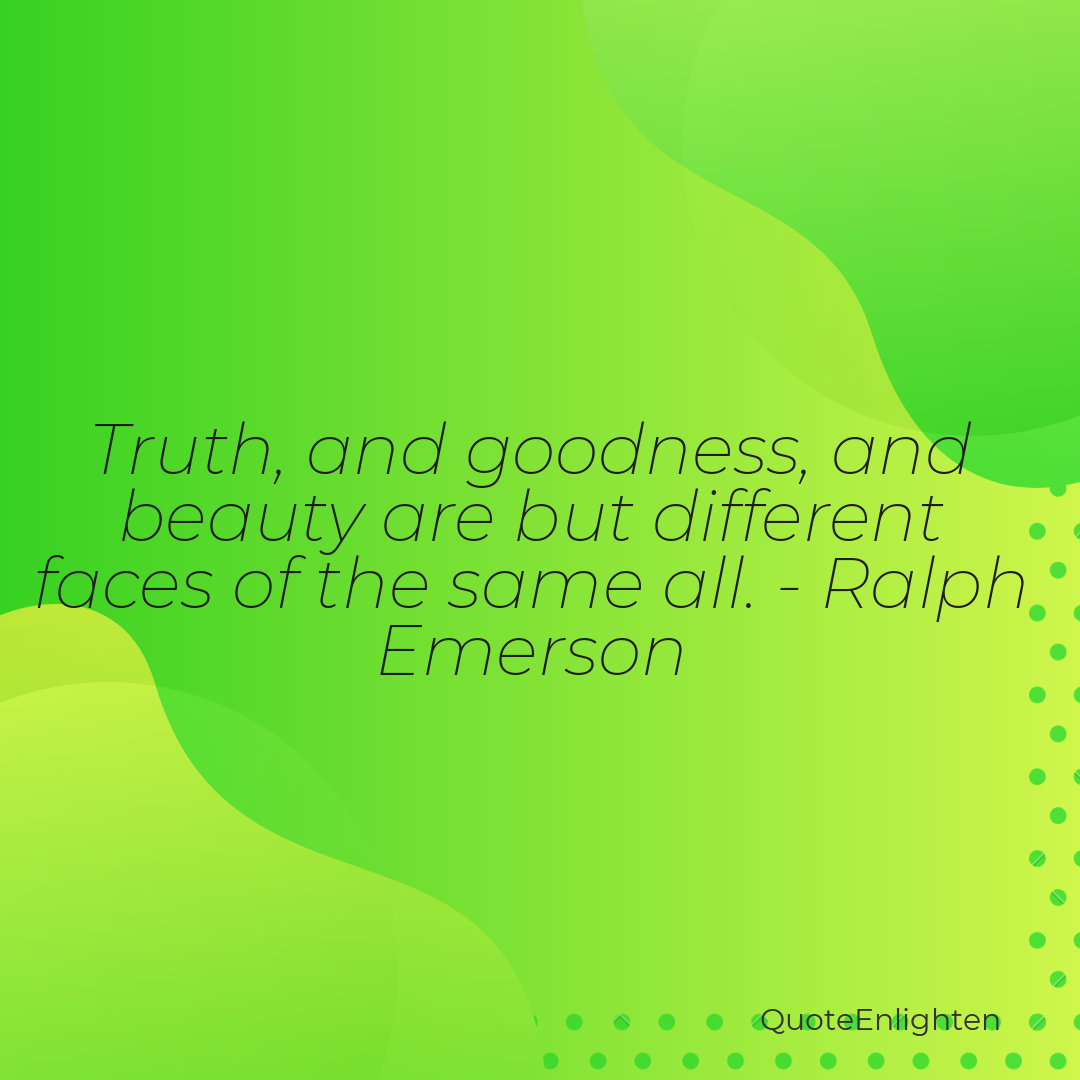 Truth, and goodness, and
beauty are but different
faces of the same all. - Ralph
Emerson
QuoteEnlighten